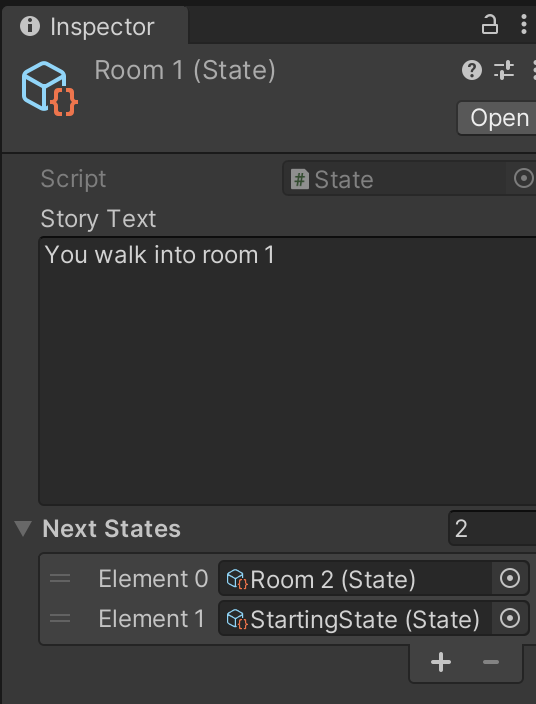 Inspector
Room 1 (State)
Open
Script
State
Story Text
You walk into room 1
Next States
2
Element 0
Room 2 (State)
Element 1
StartingState (State)